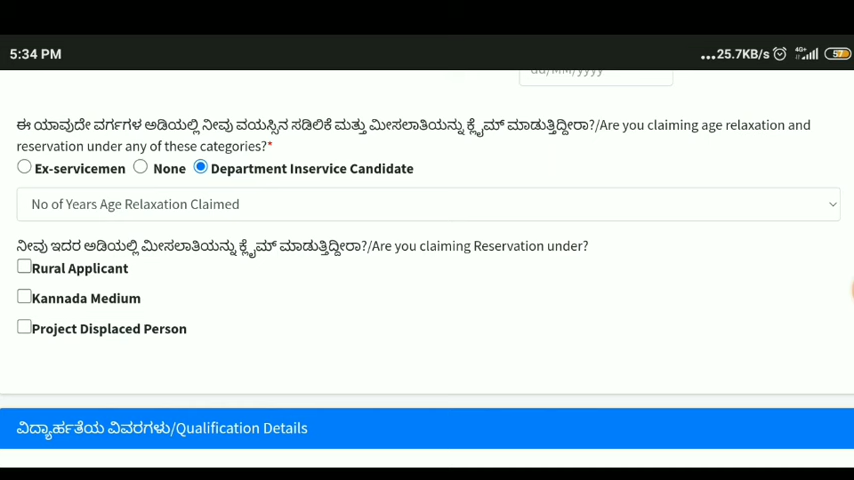 5:34 PM ...25.7KB/s 4G+ 57
dd/MM/yyyy
ಈ ಯಾವುದೇ ವರ್ಗಗಳ ಅಡಿಯಲ್ಲಿ ನೀವು ವಯಸ್ಸಿನ ಸಡಿಲಿಕೆ ಮತ್ತು ಮೀಸಲಾತಿಯನ್ನು ಕ್ಲೈಮ್ ಮಾಡುತ್ತಿದ್ದೀರಾ?/Are you claiming age relaxation and
reservation under any of these categories?*
Ex-servicemen None Department Inservice Candidate
No of Years Age Relaxation Claimed
ನೀವು ಇದರ ಅಡಿಯಲ್ಲಿ ಮೀಸಲಾತಿಯನ್ನು ಕ್ಲೈಮ್ ಮಾಡುತ್ತಿದ್ದೀರಾ?/Are you claiming Reservation under?
Rural Applicant
Kannada Medium
Project Displaced Person
ವಿದ್ಯಾರ್ಹತೆಯ ವಿವರಗಳು/Qualification Details